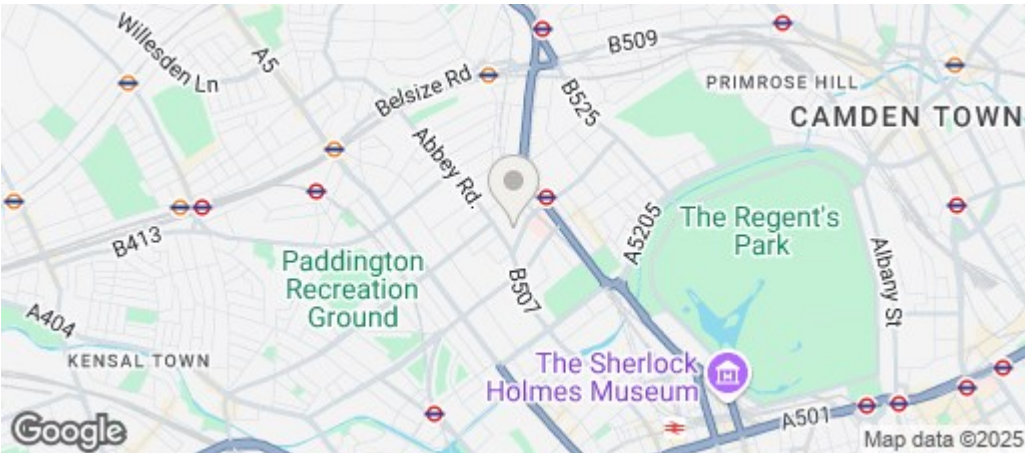 Willesden Ln
A5
B509
Belsize Rd
B525
PRIMROSE HILL
CAMDEN TOWN
Abbey Rd.
A5205
The Regent's
Park
B413
Paddington
Recreation
Ground
B507
Albany St
A404
KENSAL TOWN
The Sherlock
Holmes Museum
A501
Google
Map data ©2025